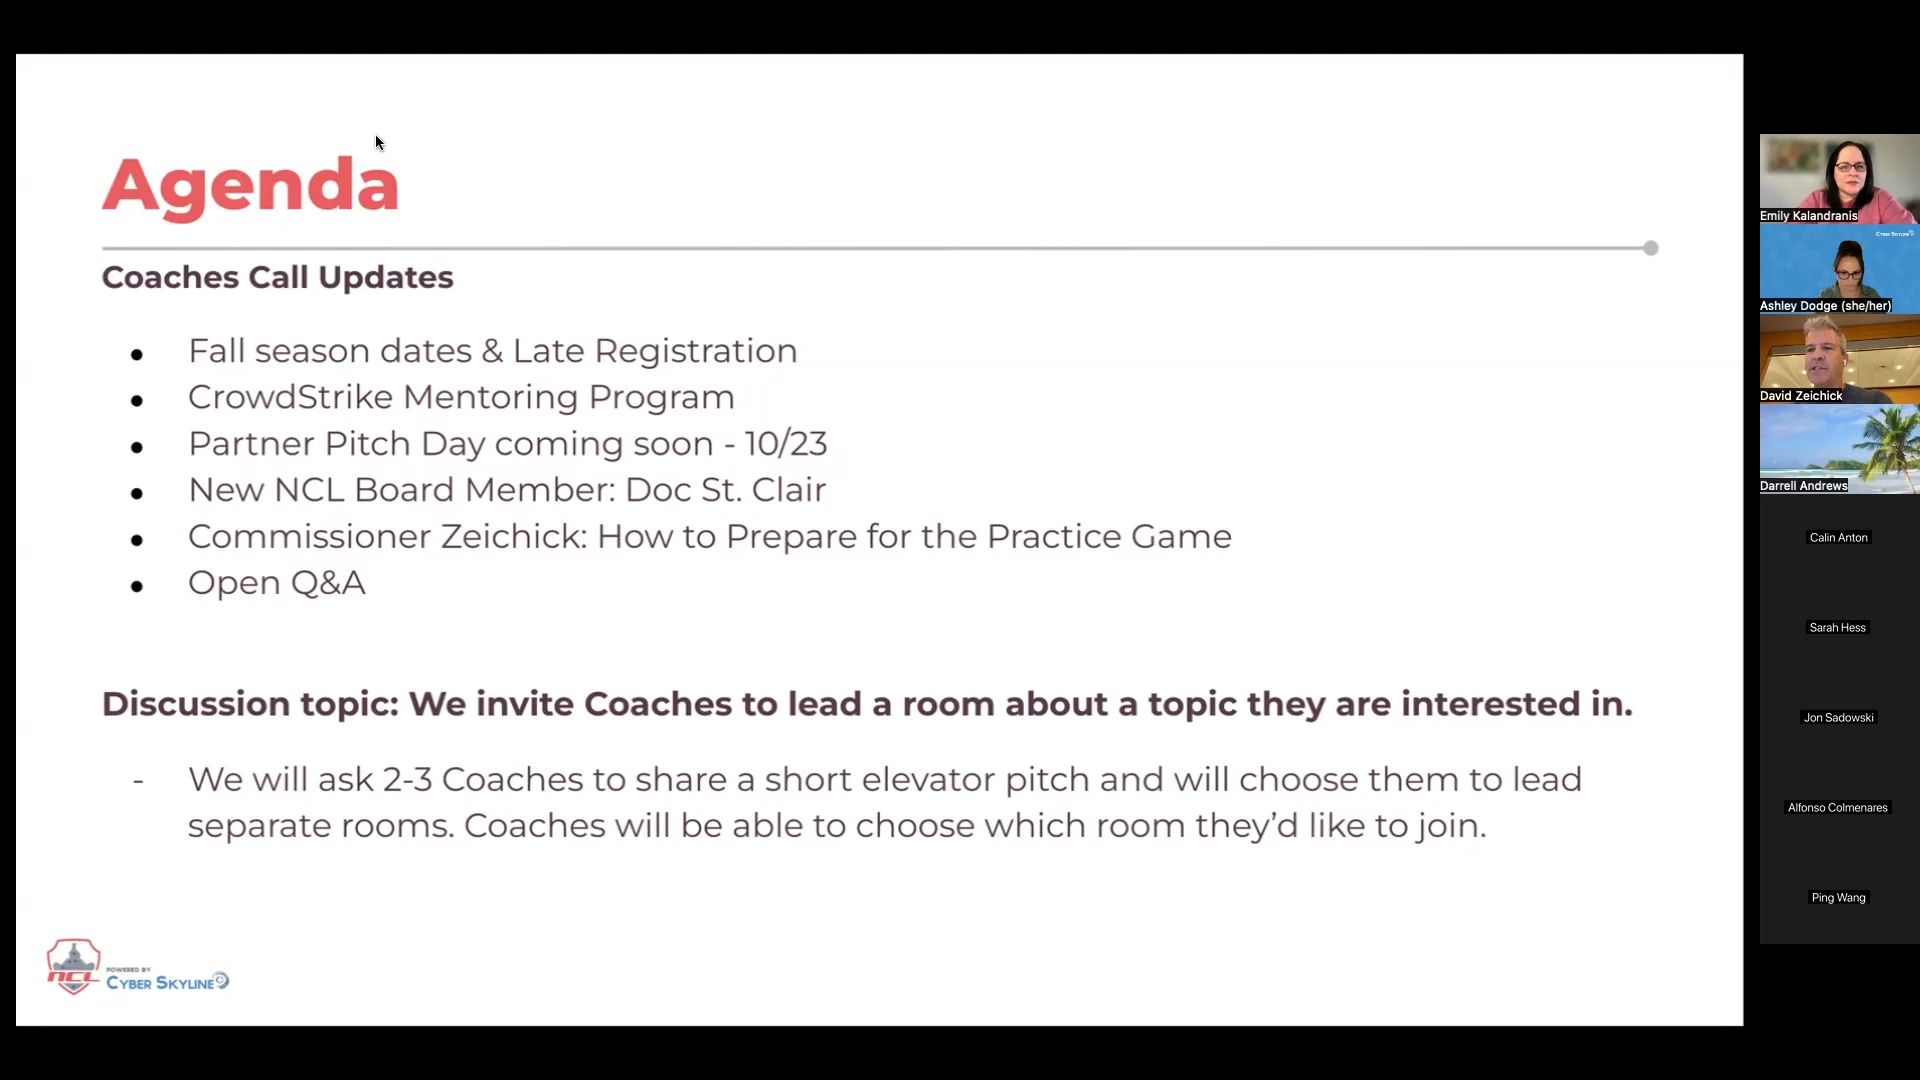 Agenda
Coaches Call Updates
● Fall season dates & Late Registration
● CrowdStrike Mentoring Program
● Partner Pitch Day coming soon - 10/23
● New NCL Board Member: Doc St. Clair
● Commissioner Zeichick: How to Prepare for the Practice Game
● Open Q&A
Discussion topic: We invite Coaches to lead a room about a topic they are interested in.
- We will ask 2-3 Coaches to share a short elevator pitch and will choose them to lead
separate rooms. Coaches will be able to choose which room they’d like to join.
NCL
POWERED BY
CYBER SKYLINE
Emily Kalandranis
CYBER SKYLINE
Ashley Dodge (she/her)
David Zeichick
Darrell Andrews
Calin Anton
Sarah Hess
Jon Sadowski
Alfonso Colmenares
Ping Wang